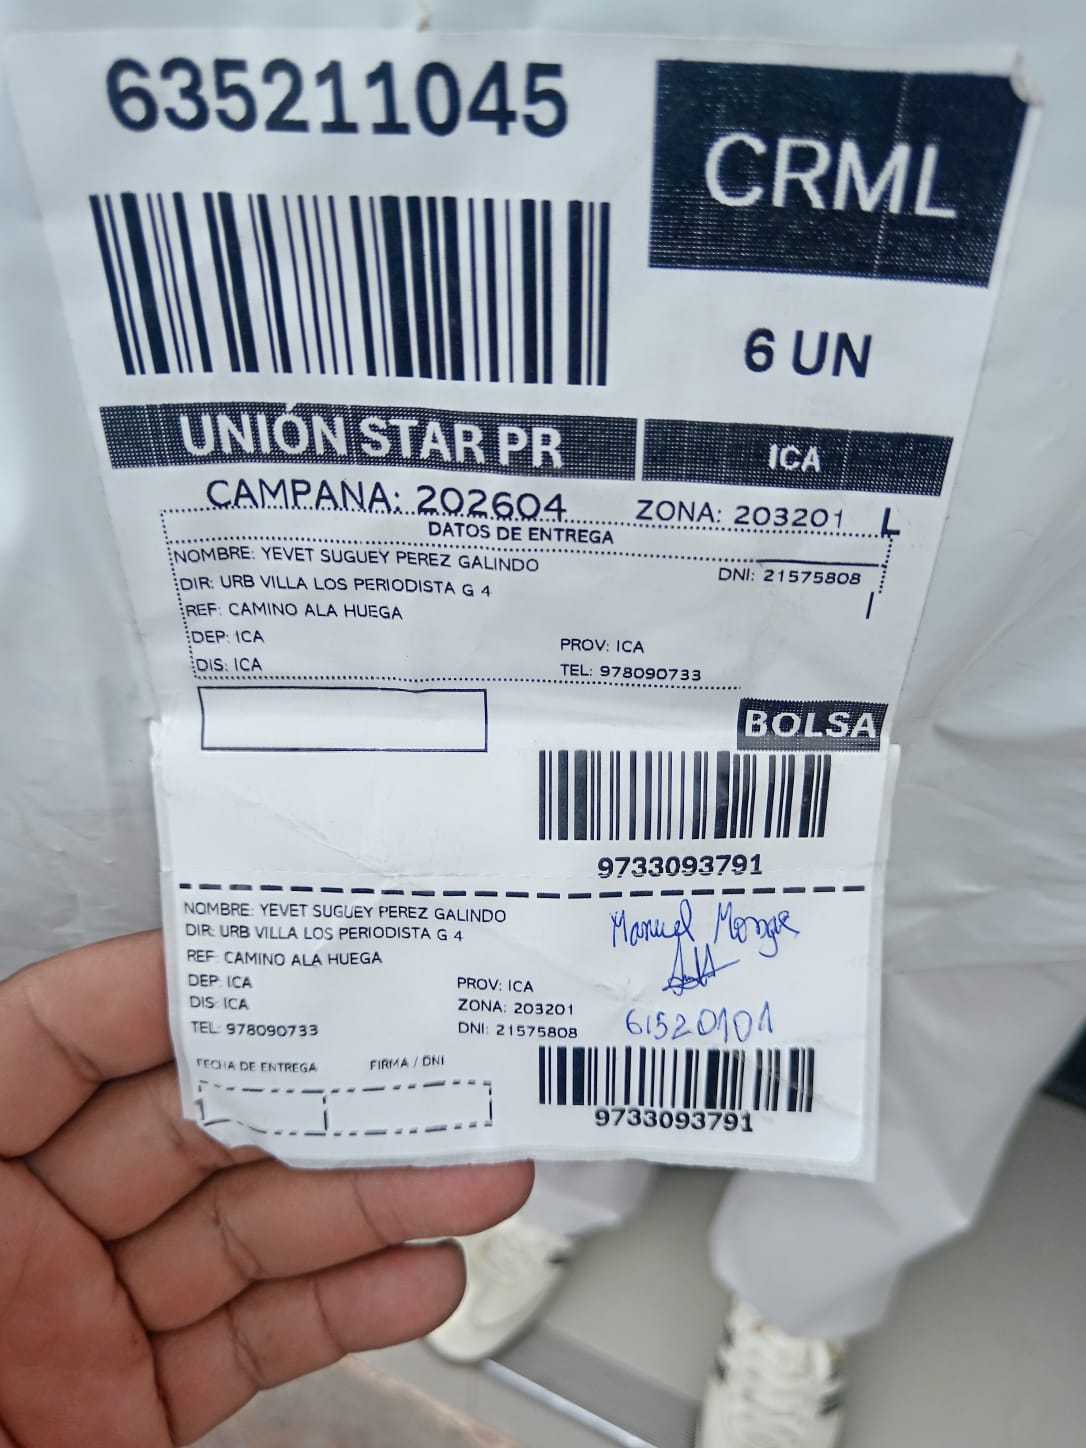 635211045
CRML
6 UN
UNIÓN STAR PR
ICA
CAMPANA: 202604
ZONA: 203201 L
DATOS DE ENTREGA
NOMBRE: YEVET SUGUEY PEREZ GALINDO
DNI: 21575808
DIR: URB VILLA LOS PERIODISTA G 4
REF: CAMINO ALA HUEGA
DEP: ICA
PROV: ICA
DIS: ICA
TEL: 978090733
BOLSA
9733093791
NOMBRE: YEVET SUGUEY PEREZ GALINDO
DIR: URB VILLA LOS PERIODISTA G 4
REF: CAMINO ALA HUEGA
DEP: ICA
PROV: ICA
DIS: ICA
ZONA: 203201
TEL: 978090733
DNI: 21575808
Manuel Monge
61520101
FECHA DE ENTREGA
FIRMA / DNI
9733093791